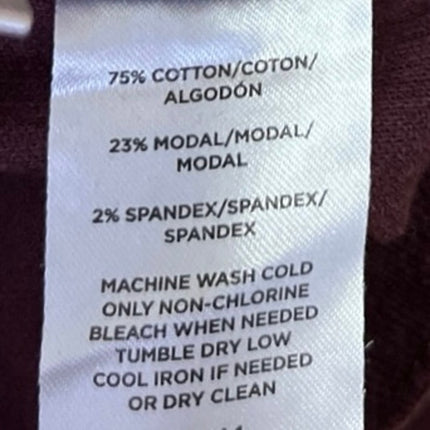 75% COTTON/COTON/
ALGODÓN
23% MODAL/MODAL/
MODAL
2% SPANDEX/SPANDEX/
SPANDEX
MACHINE WASH COLD
ONLY NON-CHLORINE
BLEACH WHEN NEEDED
TUMBLE DRY LOW
COOL IRON IF NEEDED
OR DRY CLEAN